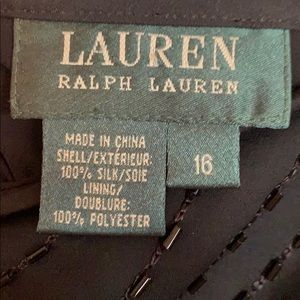 LAUREN
RALPH LAUREN
MADE IN CHINA
SHELL/EXTÉRIEUR:
100% SILK/SOIE
LINING/
DOUBLURE:
100% POLYESTER
16